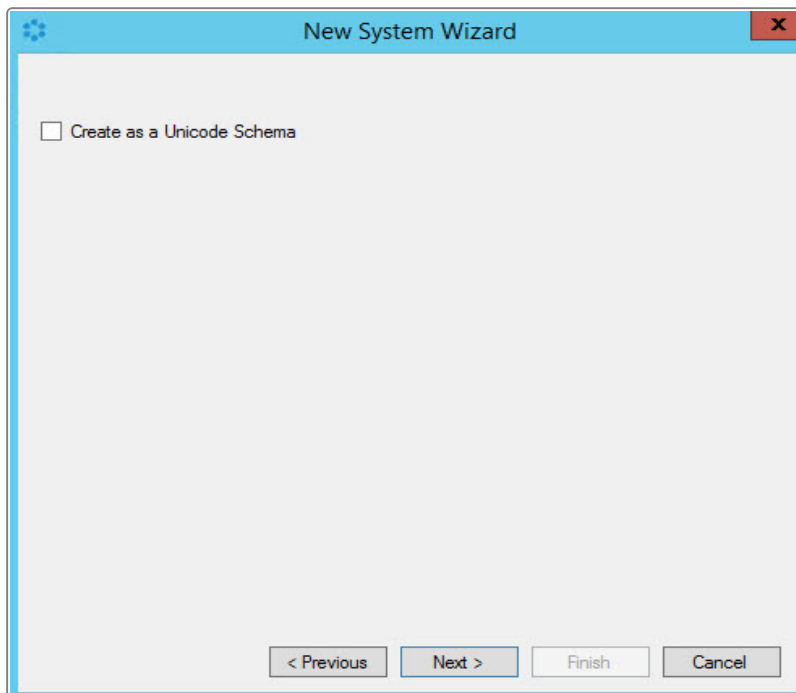 New System Wizard
x
Create as a Unicode Schema
< Previous Next > Finish Cancel